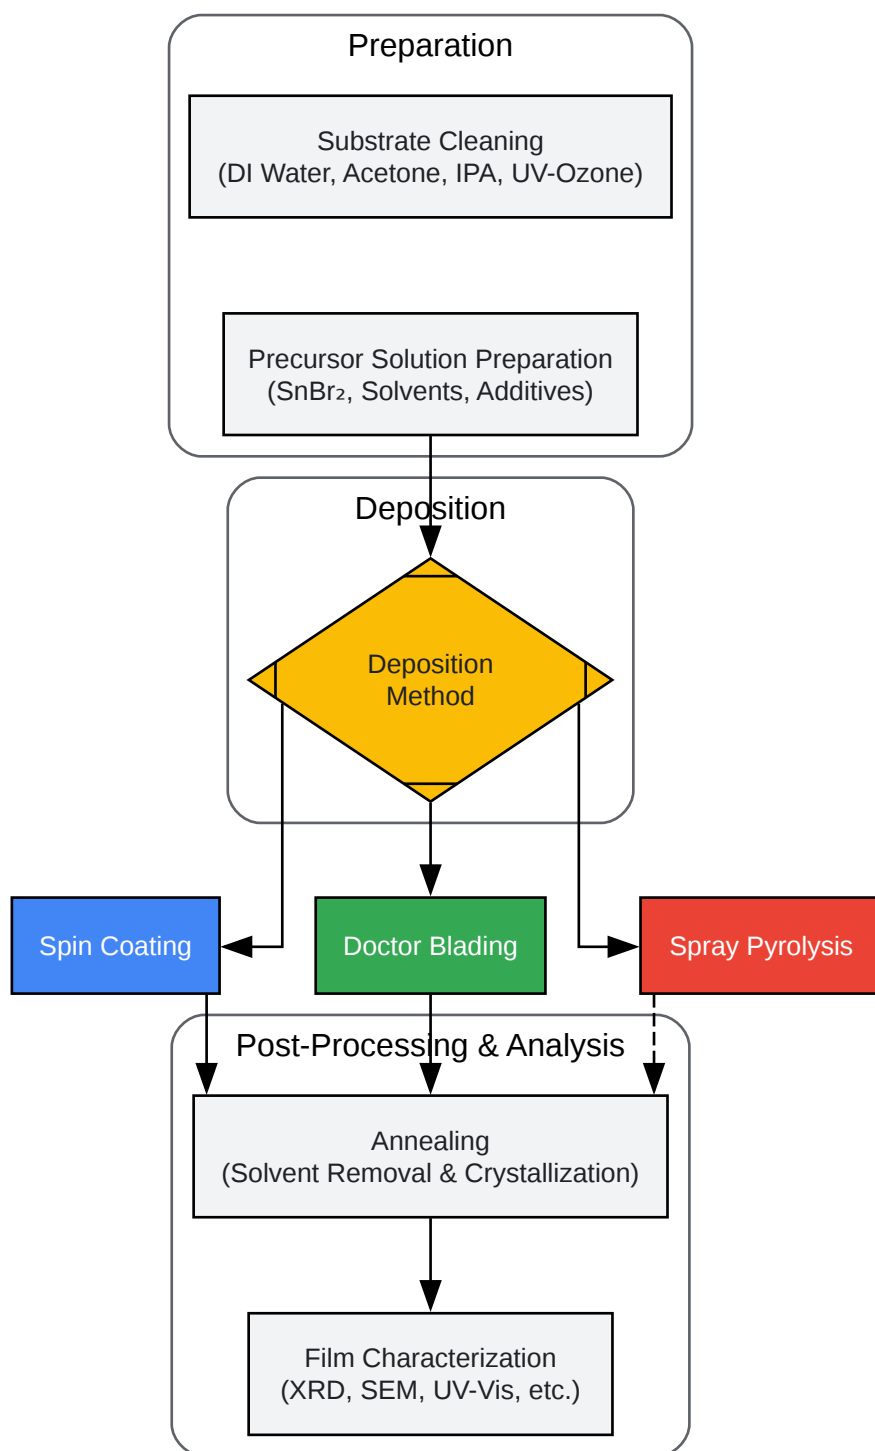 Preparation
Substrate Cleaning
(DI Water, Acetone, IPA, UV-Ozone)
Precursor Solution Preparation
(SnBr₂, Solvents, Additives)
Deposition
Deposition
Method
Spin Coating
Doctor Blading
Spray Pyrolysis
Post-Processing & Analysis
Annealing
(Solvent Removal & Crystallization)
Film Characterization
(XRD, SEM, UV-Vis, etc.)